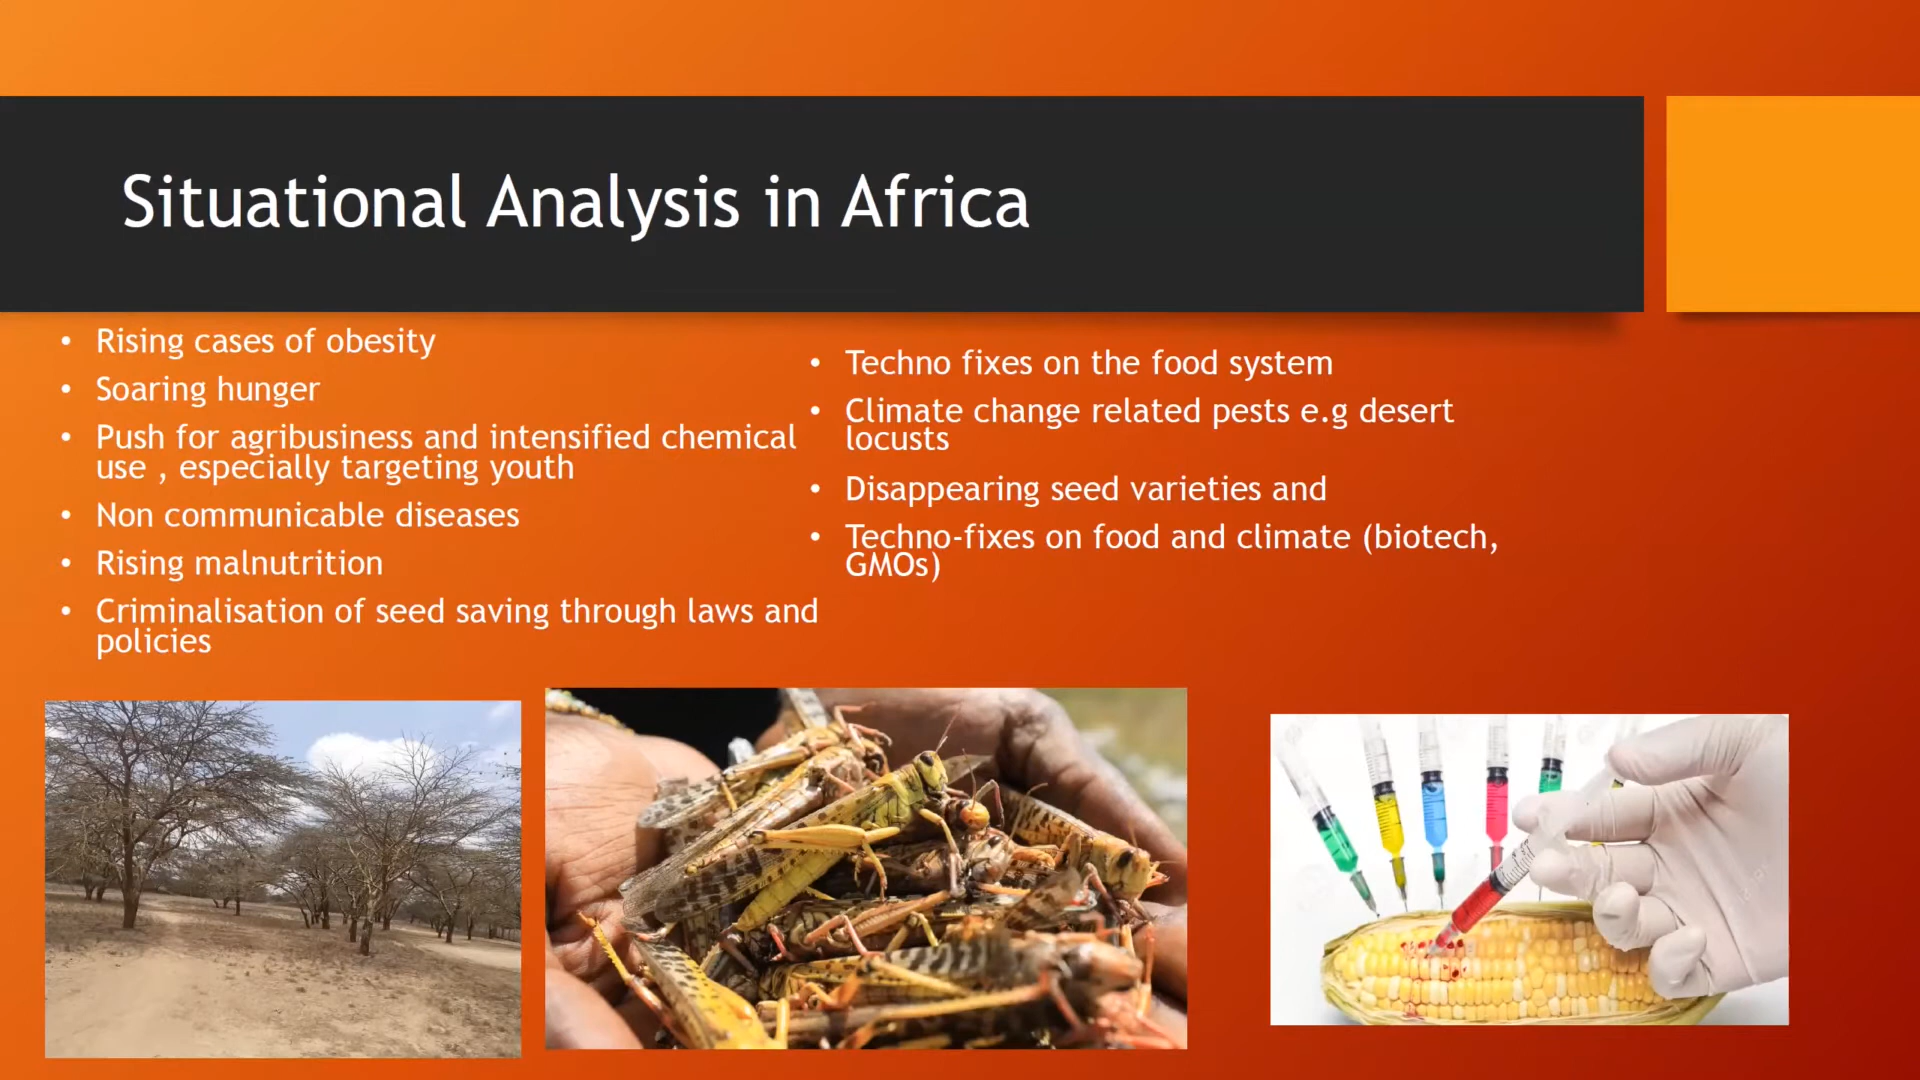 Situational Analysis in Africa
• Rising cases of obesity
• Soaring hunger
• Push for agribusiness and intensified chemical
use , especially targeting youth
• Non communicable diseases
• Rising malnutrition
• Criminalisation of seed saving through laws and
policies
• Techno fixes on the food system
• Climate change related pests e.g desert
locusts
• Disappearing seed varieties and
• Techno-fixes on food and climate (biotech,
GMOs)